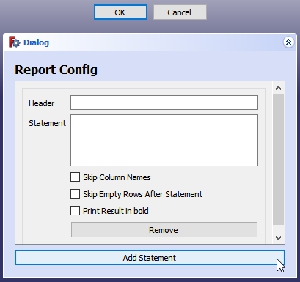 OK Cancel
Dialog
Report Config
Header
Statement
Skip Column Names
Skip Empty Rows After Statement
Print Result in bold
Remove
Add Statement